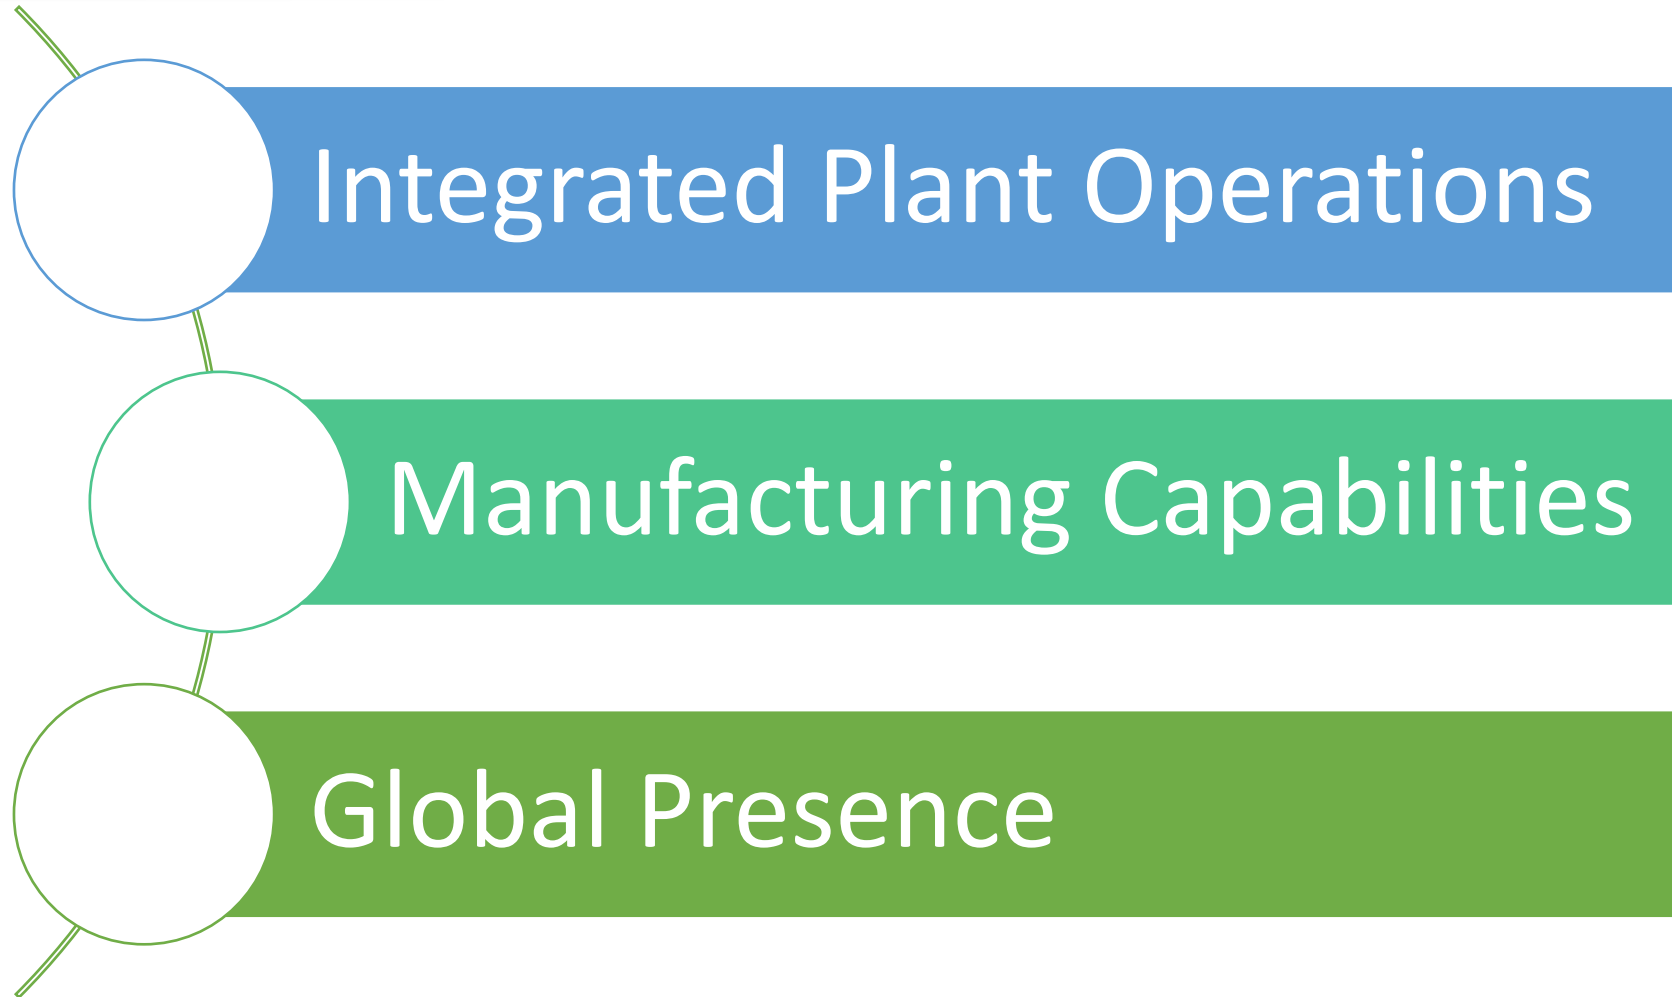 Integrated Plant Operations
Manufacturing Capabilities
Global Presence